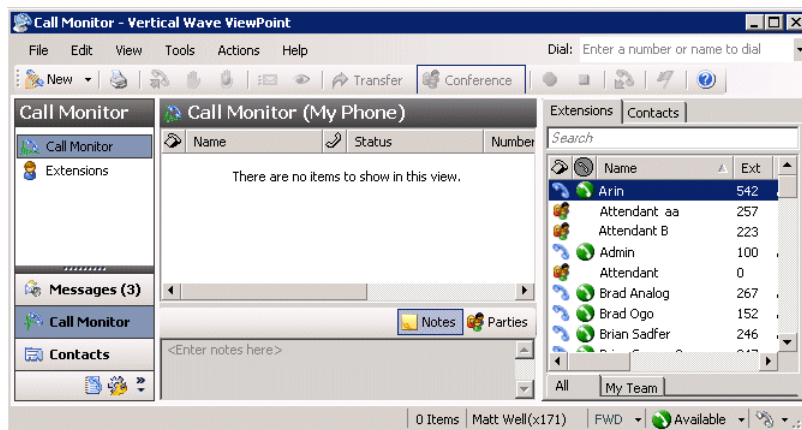 Call Monitor - Vertical Wave ViewPoint
File Edit View Tools Actions Help
Dial: Enter a number or name to dial
New Transfer Conference
Call Monitor
Call Monitor
Extensions
Messages (3)
Call Monitor
Contacts
Call Monitor (My Phone)
Name Status Number
There are no items to show in this view.
Notes Parties
<Enter notes here>
Extensions Contacts
Search
Name Ext
Arin 542
Attendant aa 257
Attendant B 223
Admin 100
Attendant 0
Brad Analog 267
Brad Ogo 152
Brian Sadfer 246
All My Team
0 Items Matt Well(x171) FWD Available